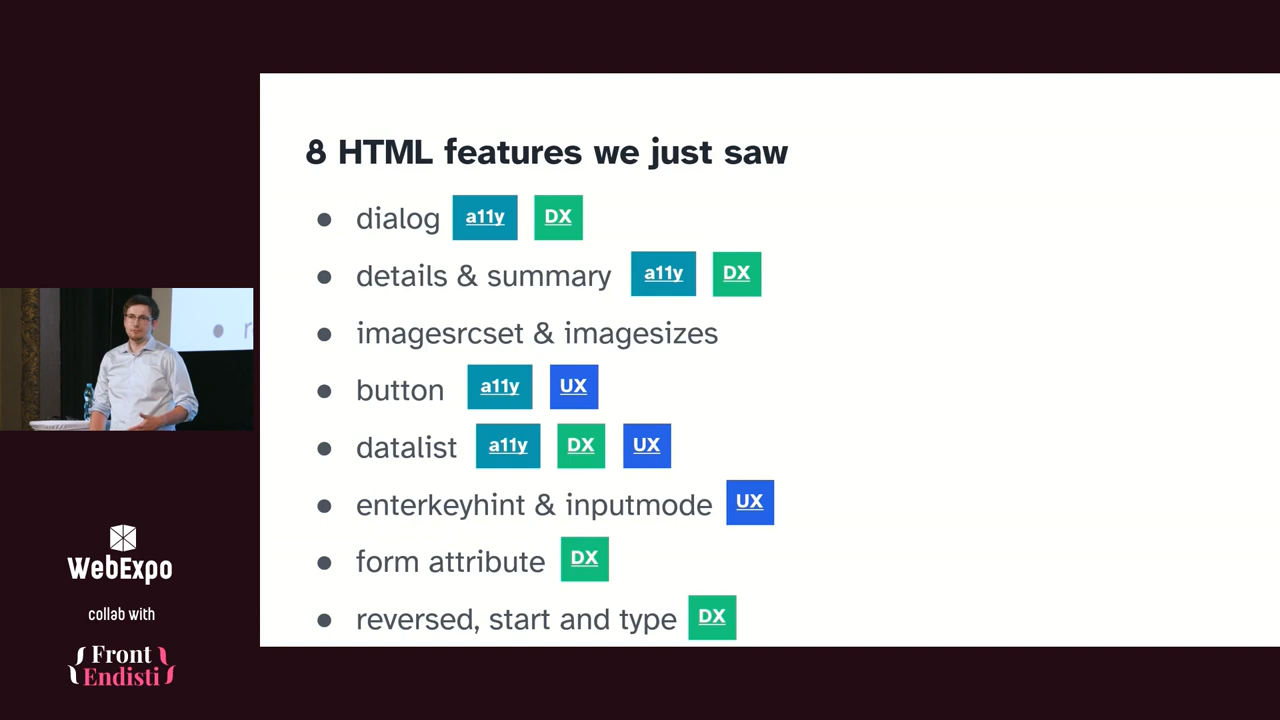 8 HTML features we just saw
● dialog a11y DX
● details & summary a11y DX
● imagesrcset & imagesizes
● button a11y UX
● datalist a11y DX UX
● enterkeyhint & inputmode UX
● form attribute DX
● reversed, start and type DX
WebExpo
collab with
{Front}
{Endisti}